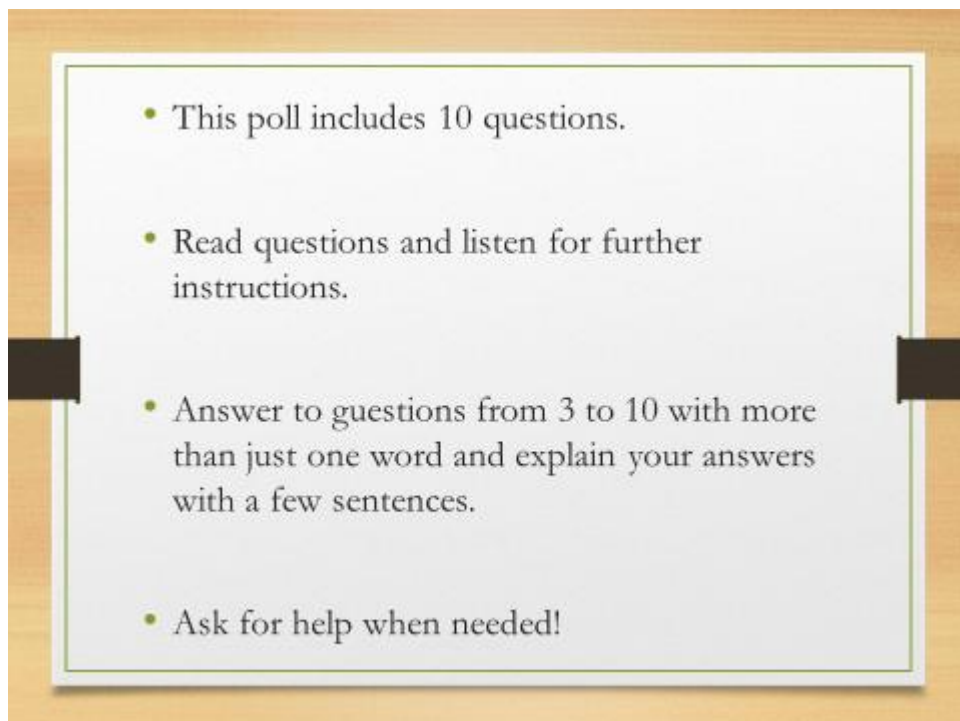 • This poll includes 10 questions.
• Read questions and listen for further
instructions.
• Answer to guestions from 3 to 10 with more
than just one word and explain your answers
with a few sentences.
• Ask for help when needed!